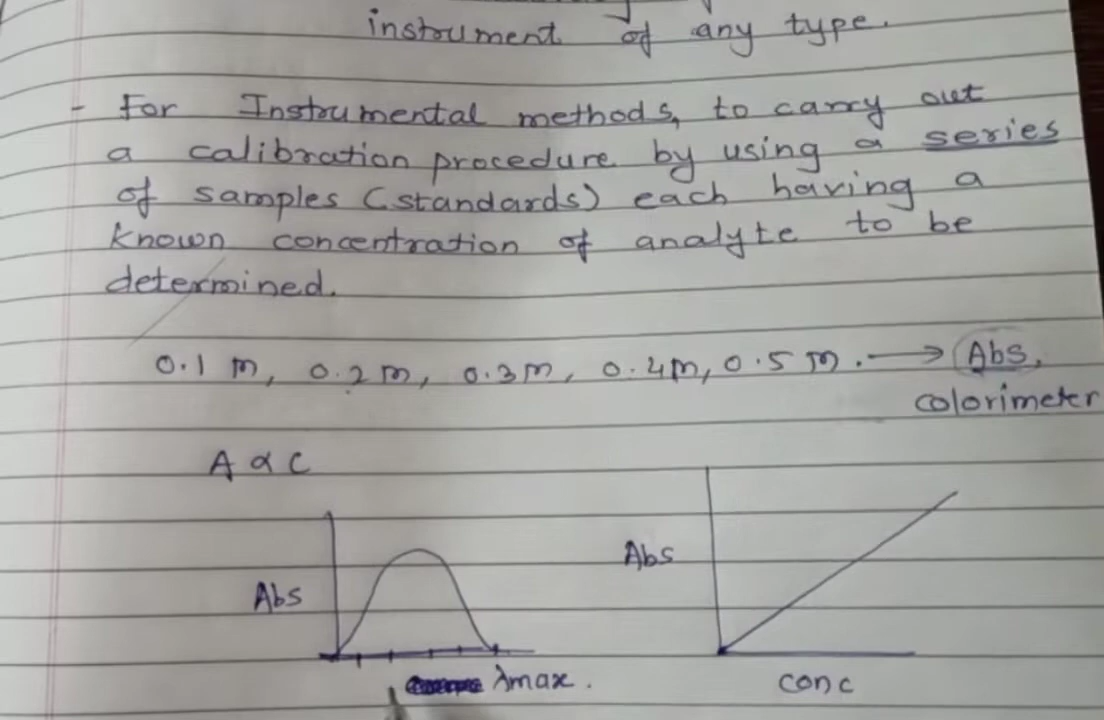 instrument of any type.
- For Instrumental methods, to carry out
a calibration procedure by using a series
of samples (standards) each having a
known concentration of analyte to be
determined.
0.1 m, 0.2 m, 0.3 m, 0.4 m, 0.5 m. → Abs,
colorimeter
A ∝ C
Abs
λmax.
Abs
conc